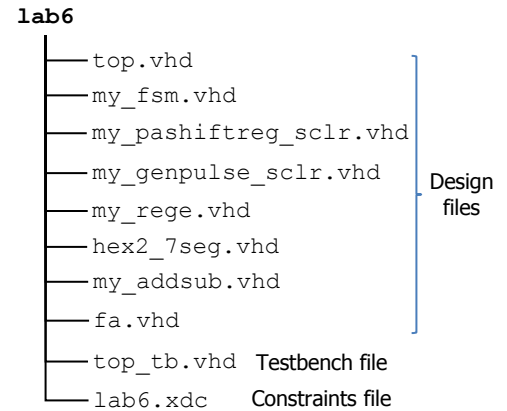 lab6
top.vhd
my_fsm.vhd
my_pashiftreg_sclr.vhd
my_genpulse_sclr.vhd
my_rege.vhd
hex2_7seg.vhd
my_addsub.vhd
fa.vhd
Design
files
top_tb.vhd Testbench file
lab6.xdc Constraints file